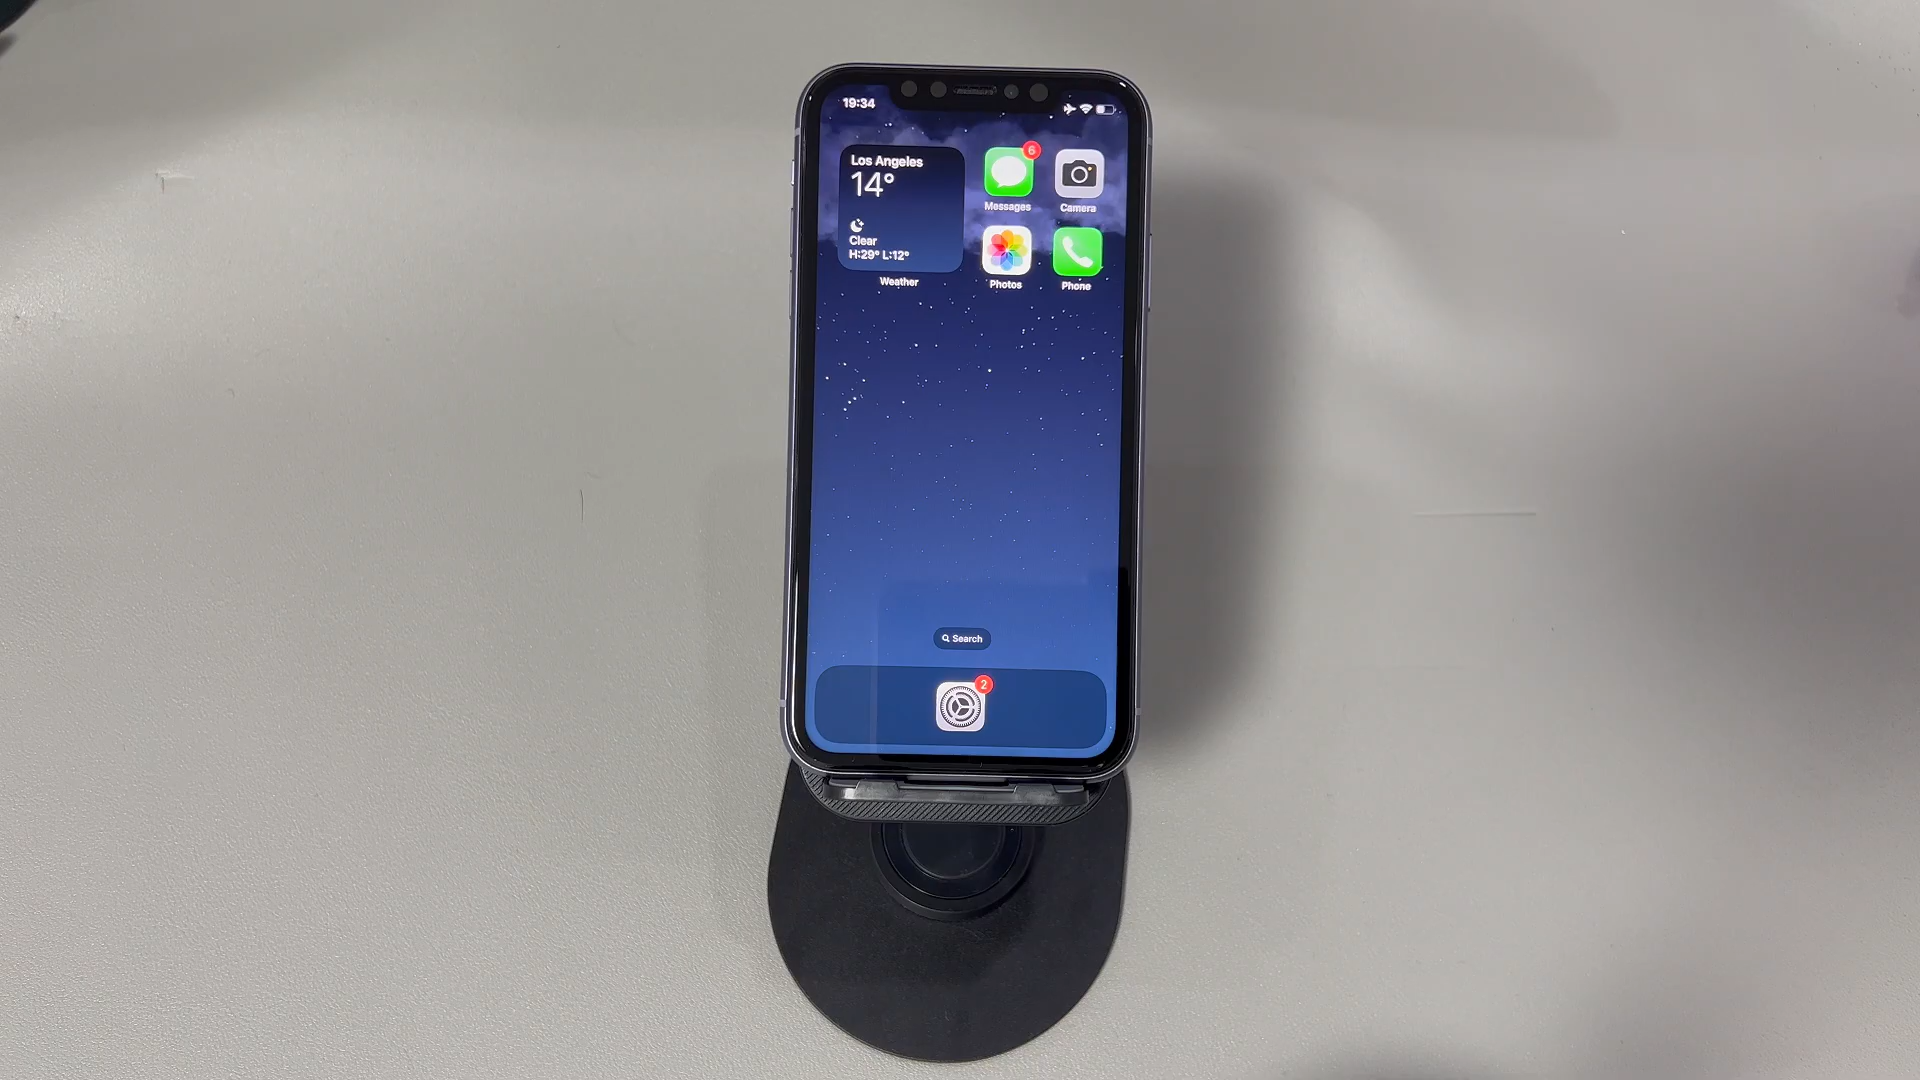 19:34
Los Angeles
14°
Clear
H:29° L:12°
Weather
6
Messages
Camera
Photos
Phone
Search
2